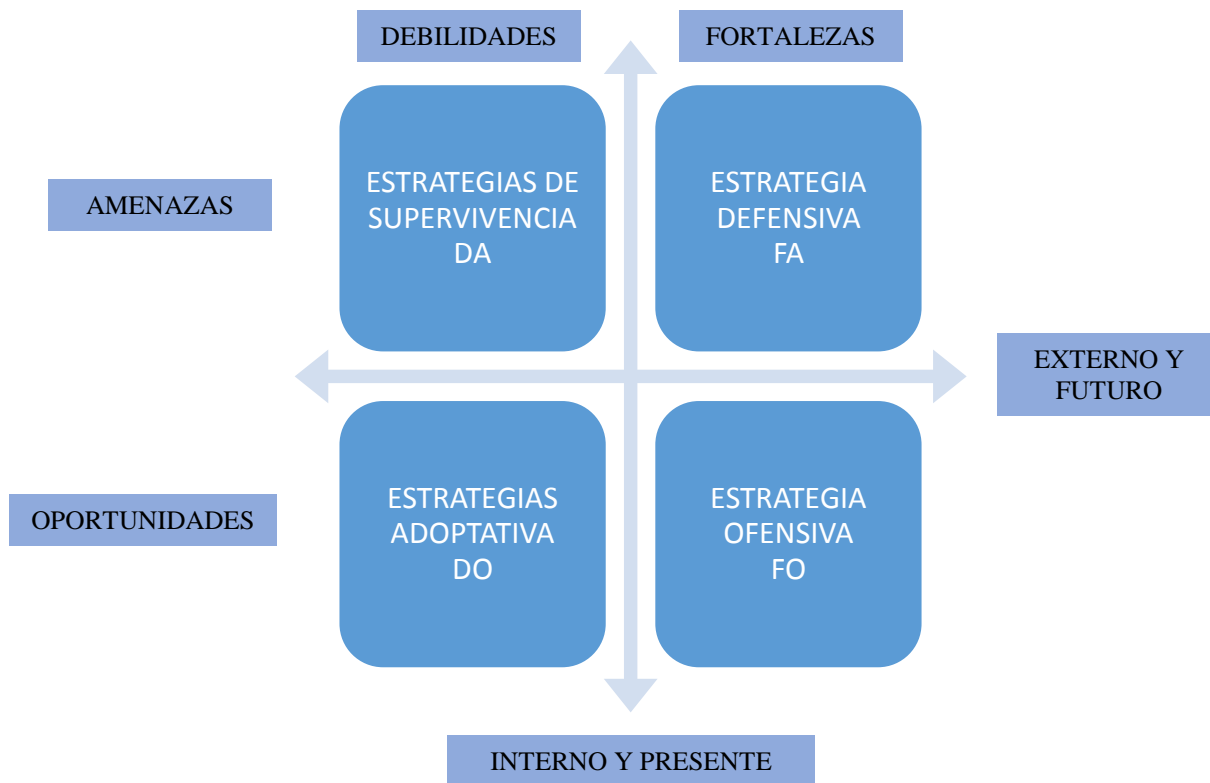 DEBILIDADES
FORTALEZAS
AMENAZAS
ESTRATEGIAS DE
SUPERVIVENCIA
DA
ESTRATEGIA
DEFENSIVA
FA
EXTERNO Y
FUTURO
OPORTUNIDADES
ESTRATEGIAS
ADOPTATIVA
DO
ESTRATEGIA
OFENSIVA
FO
INTERNO Y PRESENTE